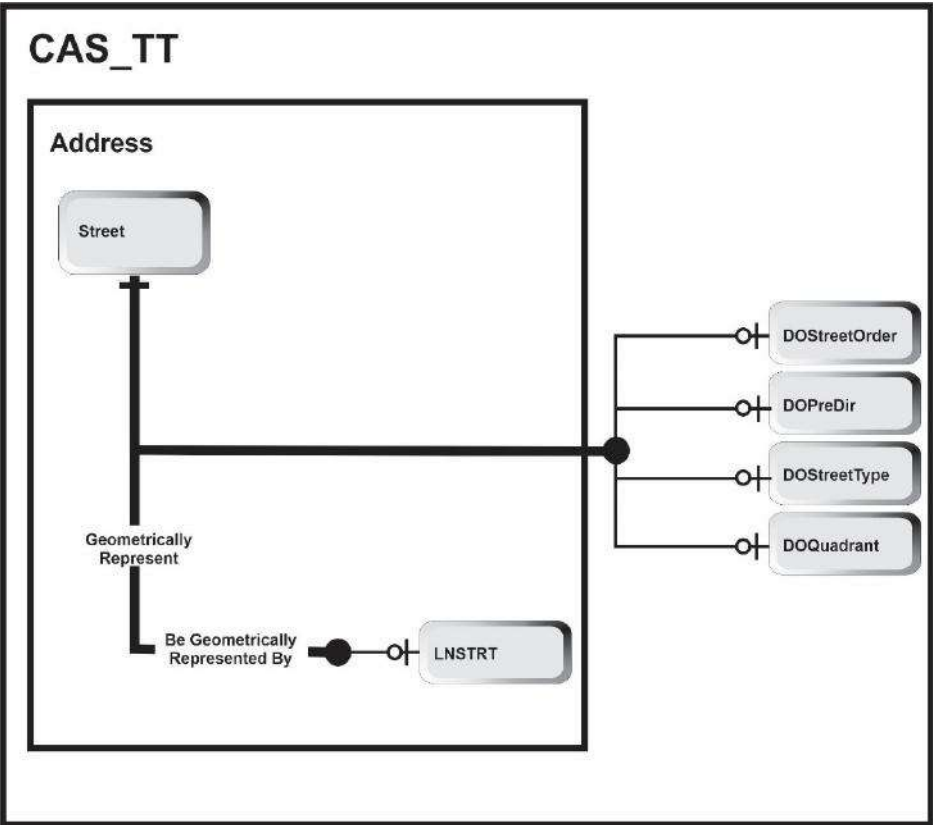 CAS_TT
Address
Street
DOStreetOrder
DOPreDir
DOStreetType
DOQuadrant
Geometrically
Represent
Be Geometrically
Represented By
LNSTRT